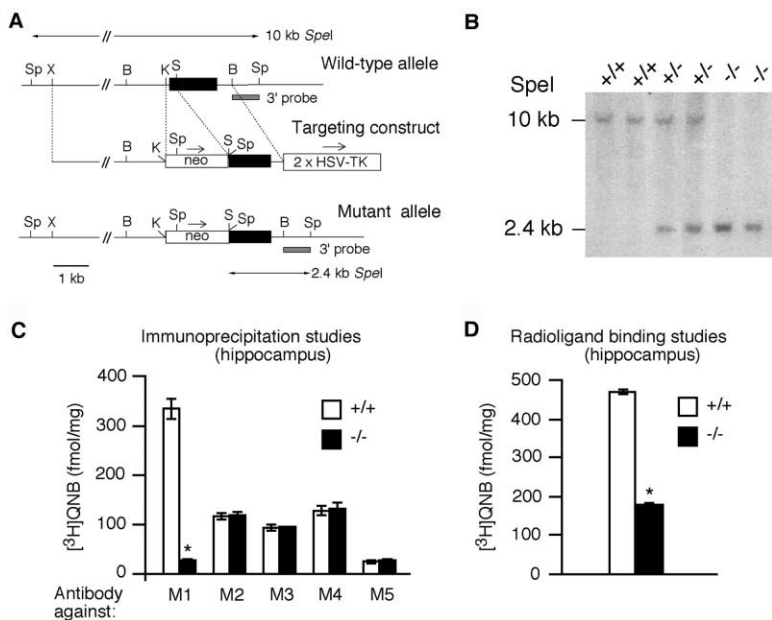 A
10 kb SpeI
Sp X B K S B Sp
Wild-type allele
3' probe
Targeting construct
B K Sp S Sp
neo
2 x HSV-TK
Mutant allele
Sp X B K Sp S Sp B Sp
neo
3' probe
1 kb
2.4 kb SpeI
B
SpeI +/+ +/+ +/- +/- -/- -/-
10 kb
2.4 kb
C
Immunoprecipitation studies
(hippocampus)
[3H]QNB (fmol/mg)
400
300
200
100
0
+/+
-/-
*
Antibody against: M1 M2 M3 M4 M5
D
Radioligand binding studies
(hippocampus)
[3H]QNB (fmol/mg)
500
400
300
200
100
0
+/+
-/-
*